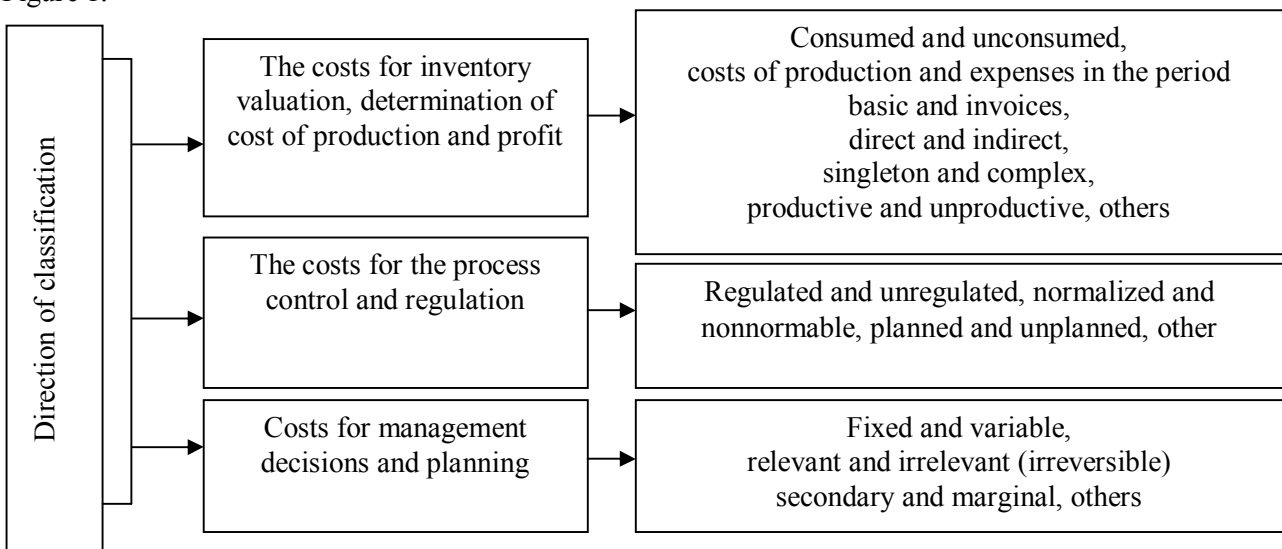 Figure 1.
Direction of classification
The costs for inventory
valuation, determination of
cost of production and profit
Consumed and unconsumed,
costs of production and expenses in the period
basic and invoices,
direct and indirect,
singleton and complex,
productive and unproductive, others
The costs for the process
control and regulation
Regulated and unregulated, normalized and
nonnormable, planned and unplanned, other
Costs for management
decisions and planning
Fixed and variable,
relevant and irrelevant (irreversible)
secondary and marginal, others